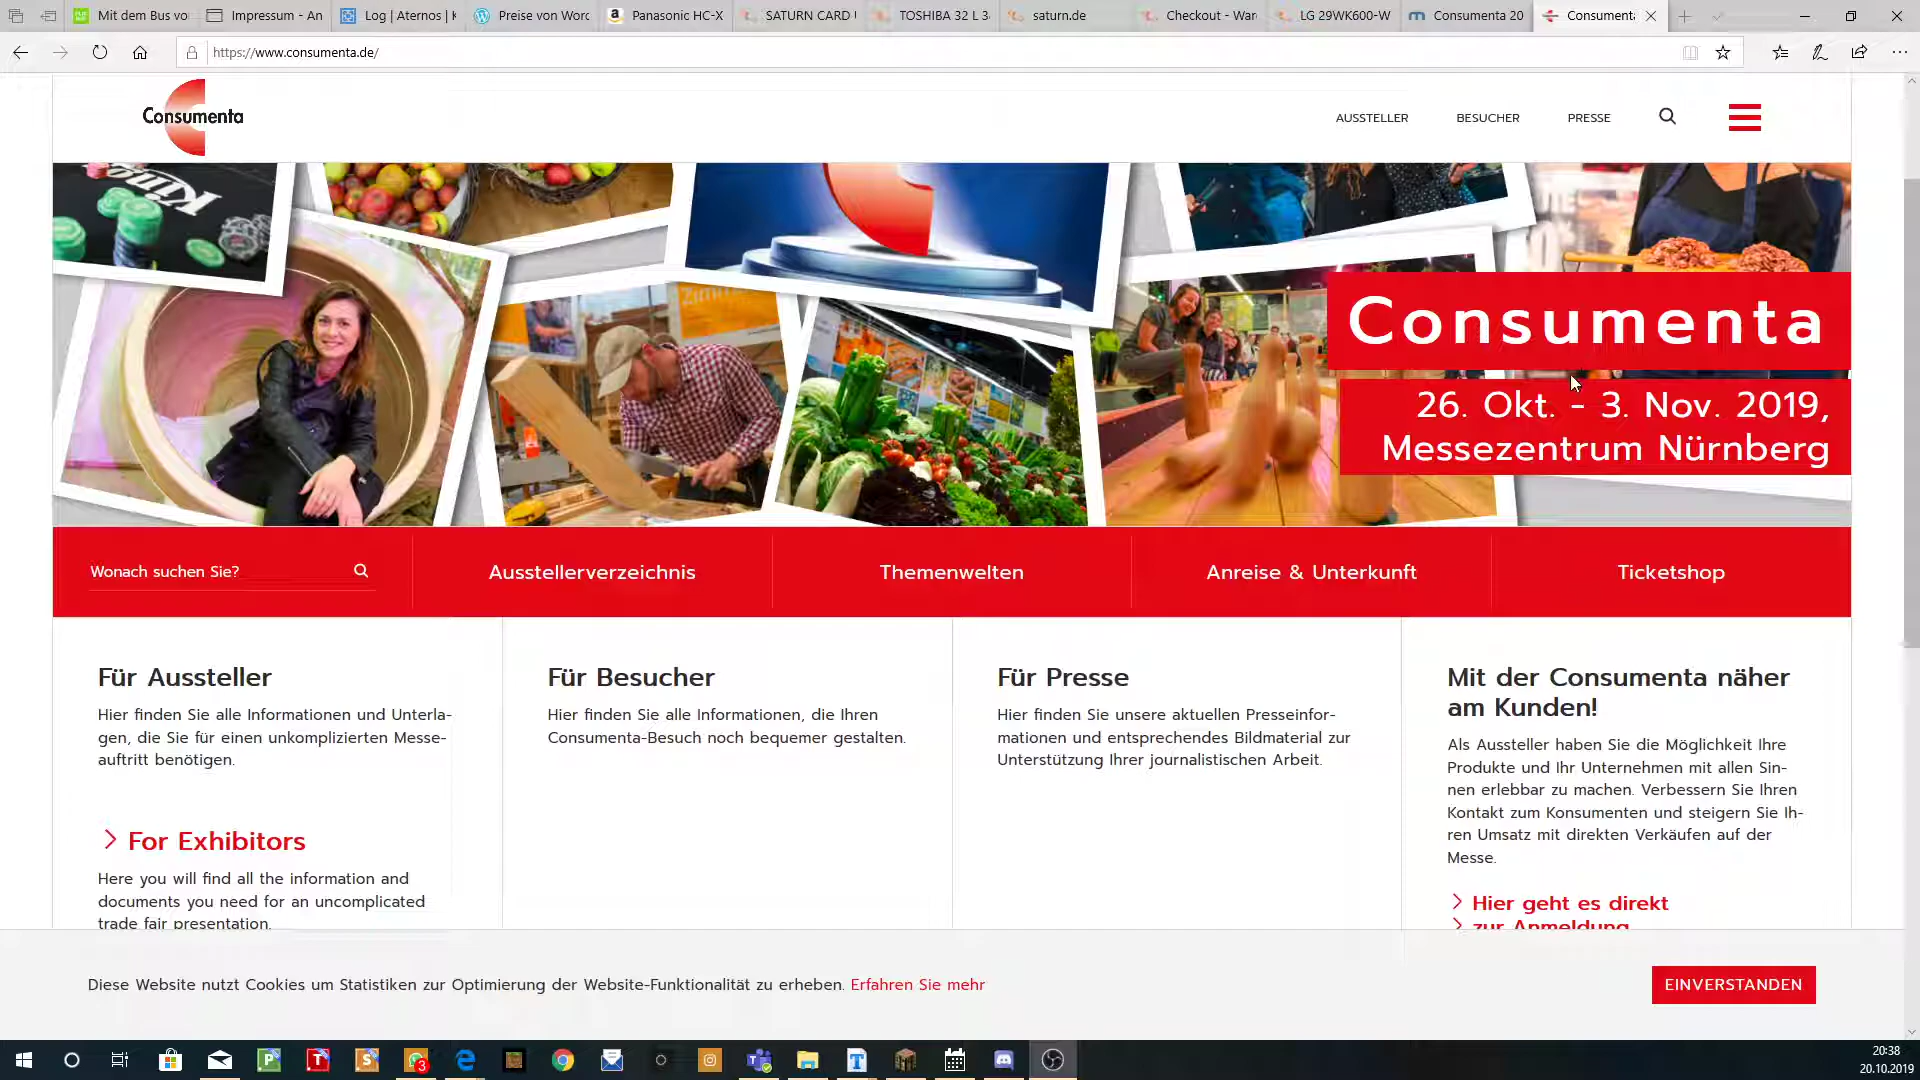 Mit dem Bus vo
Impressum - An
Log | Aternos | K
Preise von Word
Panasonic HC-X
SATURN CARD
TOSHIBA 32 L 3
saturn.de
Checkout - War
LG 29WK600-W
Consumenta 20
Consumenta
https://www.consumenta.de/
Consumenta
AUSSTELLER
BESUCHER
PRESSE
Consumenta
26. Okt. - 3. Nov. 2019,
Messezentrum Nürnberg
Wonach suchen Sie?
Ausstellerverzeichnis
Themenwelten
Anreise & Unterkunft
Ticketshop
Für Aussteller
Hier finden Sie alle Informationen und Unterla-
gen, die Sie für einen unkomplizierten Messe-
auftritt benötigen.
For Exhibitors
Here you will find all the information and
documents you need for an uncomplicated
trade fair presentation.
Für Besucher
Hier finden Sie alle Informationen, die Ihren
Consumenta-Besuch noch bequemer gestalten.
Für Presse
Hier finden Sie unsere aktuellen Presseinfor-
mationen und entsprechendes Bildmaterial zur
Unterstützung Ihrer journalistischen Arbeit.
Mit der Consumenta näher
am Kunden!
Als Aussteller haben Sie die Möglichkeit Ihre
Produkte und Ihr Unternehmen mit allen Sin-
nen erlebbar zu machen. Verbessern Sie Ihren
Kontakt zum Konsumenten und steigern Sie Ih-
ren Umsatz mit direkten Verkäufen auf der
Messe.
Hier geht es direkt
zur Anmeldung
Diese Website nutzt Cookies um Statistiken zur Optimierung der Website-Funktionalität zu erheben. Erfahren Sie mehr
EINVERSTANDEN
3
20:38
20.10.2019